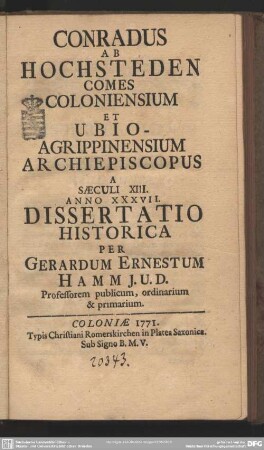 CONRADUS
AB
HOCHSTEDEN
COMES
COLONIENSIUM
ET
UBIO-
AGRIPPINENSIUM
ARCHIEPISCOPUS
A
SÆCULI XIII.
ANNO XXXVII.
DISSERTATIO
HISTORICA
PER
GERARDUM ERNESTUM
HAMM J.U.D.
Professorem publicum, ordinarium
& primarium.
COLONIÆ 1771.
Typis Christiani Romerskirchen in Platea Saxonica.
Sub Signo B. M. V.
20343.
DFG